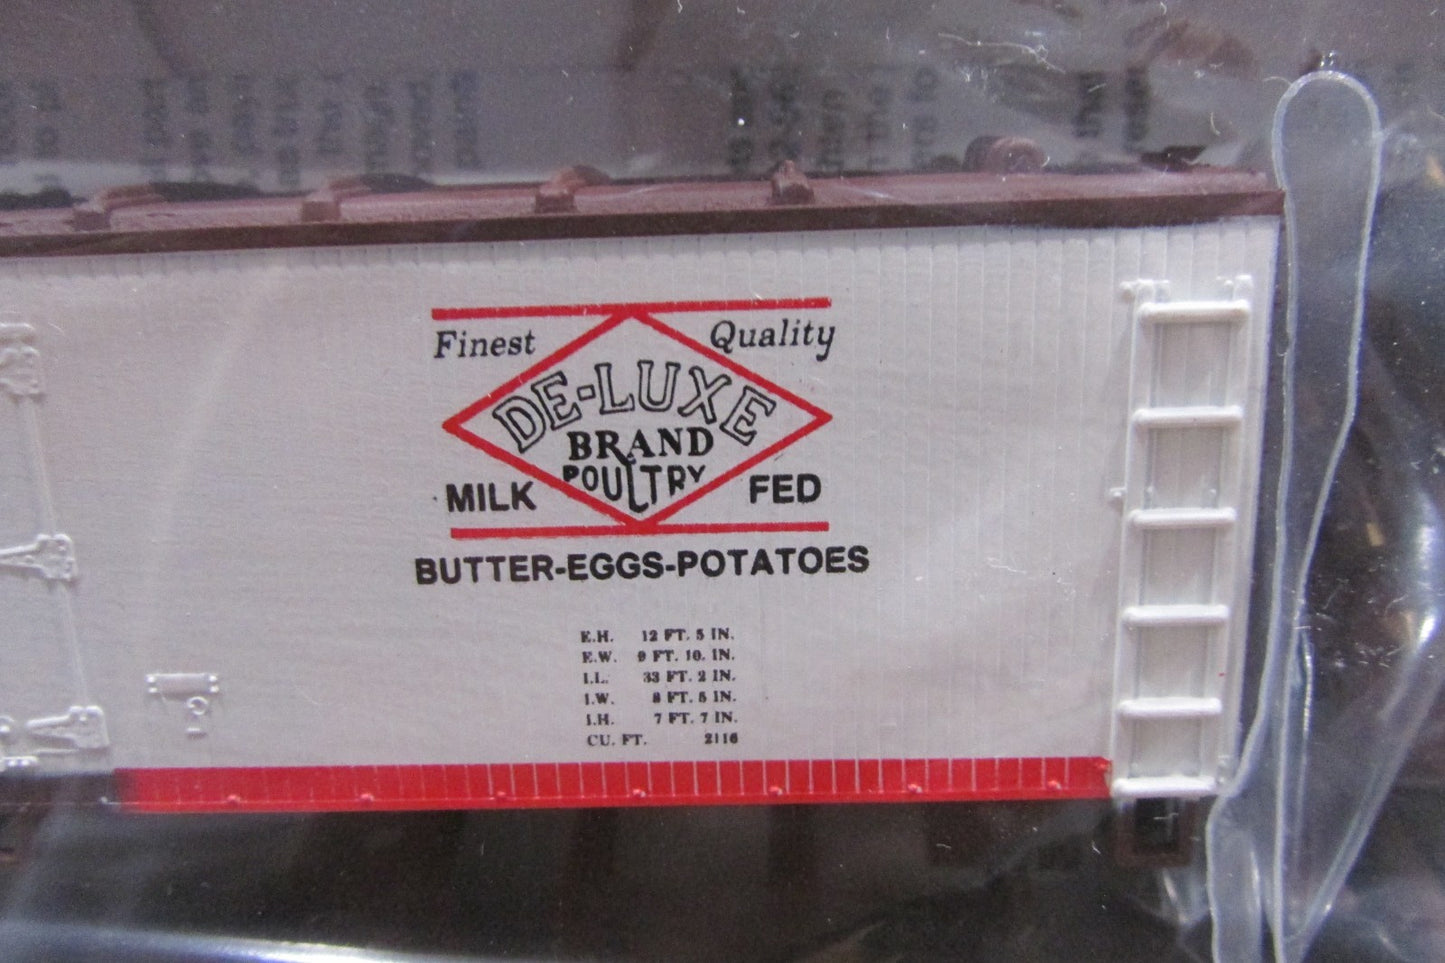 Finest Quality
DE-LUXE
BRAND
POULTRY
MILK FED
BUTTER-EGGS-POTATOES
E.H. 12 FT. 5 IN.
E.W. 9 FT. 10. IN.
I.L. 33 FT. 2 IN.
I.W. 8 FT. 5 IN.
I.H. 7 FT. 7 IN.
CU. FT. 2116